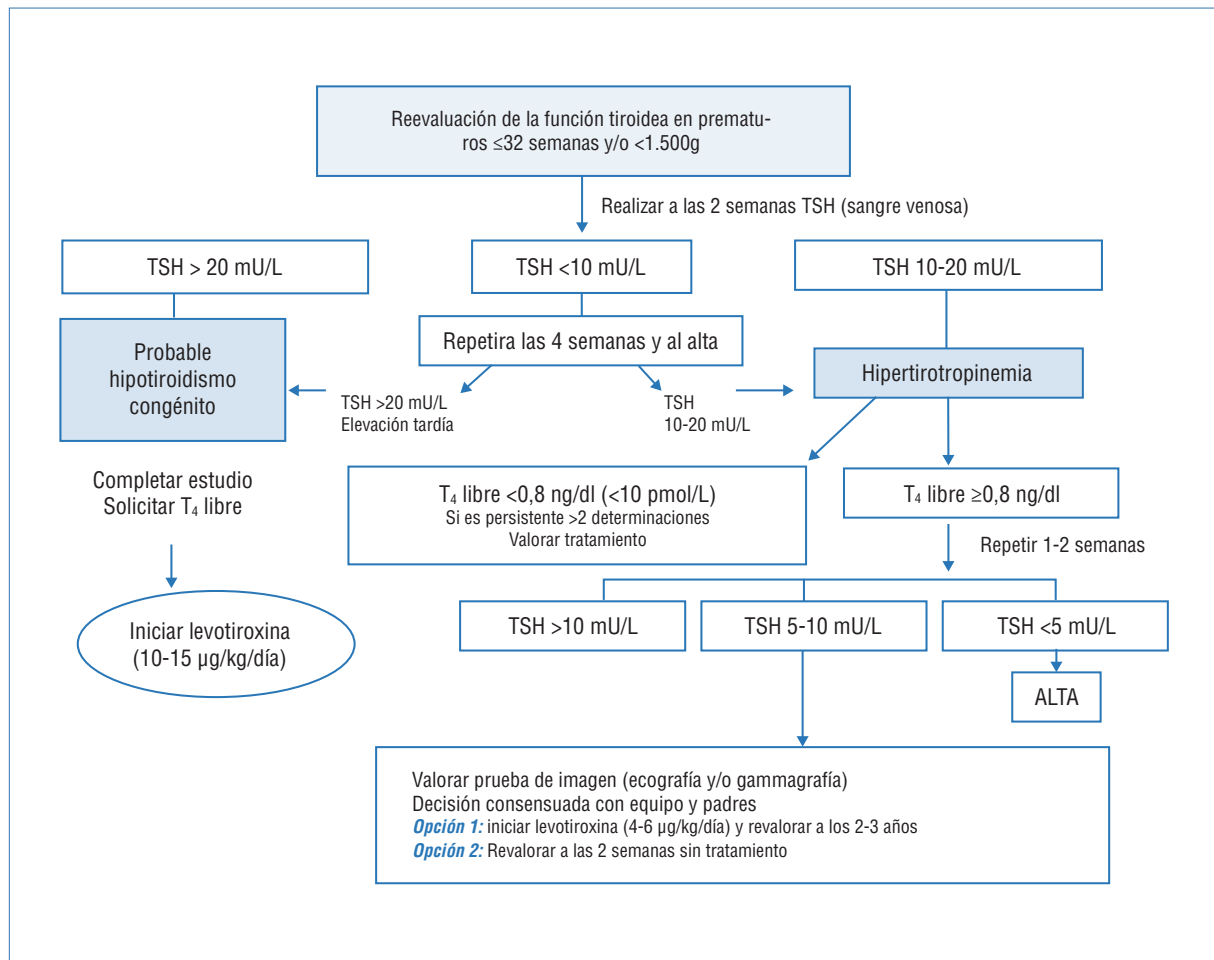 Reevaluación de la función tiroidea en prematu-
ros ≤32 semanas y/o <1.500g
Realizar a las 2 semanas TSH (sangre venosa)
TSH > 20 mU/L
TSH <10 mU/L
TSH 10-20 mU/L
Probable
hipotiroidismo
congénito
Repetira las 4 semanas y al alta
Hipertirotropinemia
TSH >20 mU/L
Elevación tardía
TSH
10-20 mU/L
Completar estudio
Solicitar T₄ libre
T₄ libre <0,8 ng/dl (<10 pmol/L)
Si es persistente >2 determinaciones
Valorar tratamiento
T₄ libre ≥0,8 ng/dl
Repetir 1-2 semanas
Iniciar levotiroxina
(10-15 µg/kg/día)
TSH >10 mU/L
TSH 5-10 mU/L
TSH <5 mU/L
ALTA
Valorar prueba de imagen (ecografía y/o gammagrafía)
Decisión consensuada con equipo y padres
Opción 1: iniciar levotiroxina (4-6 µg/kg/día) y revalorar a los 2-3 años
Opción 2: Revalorar a las 2 semanas sin tratamiento